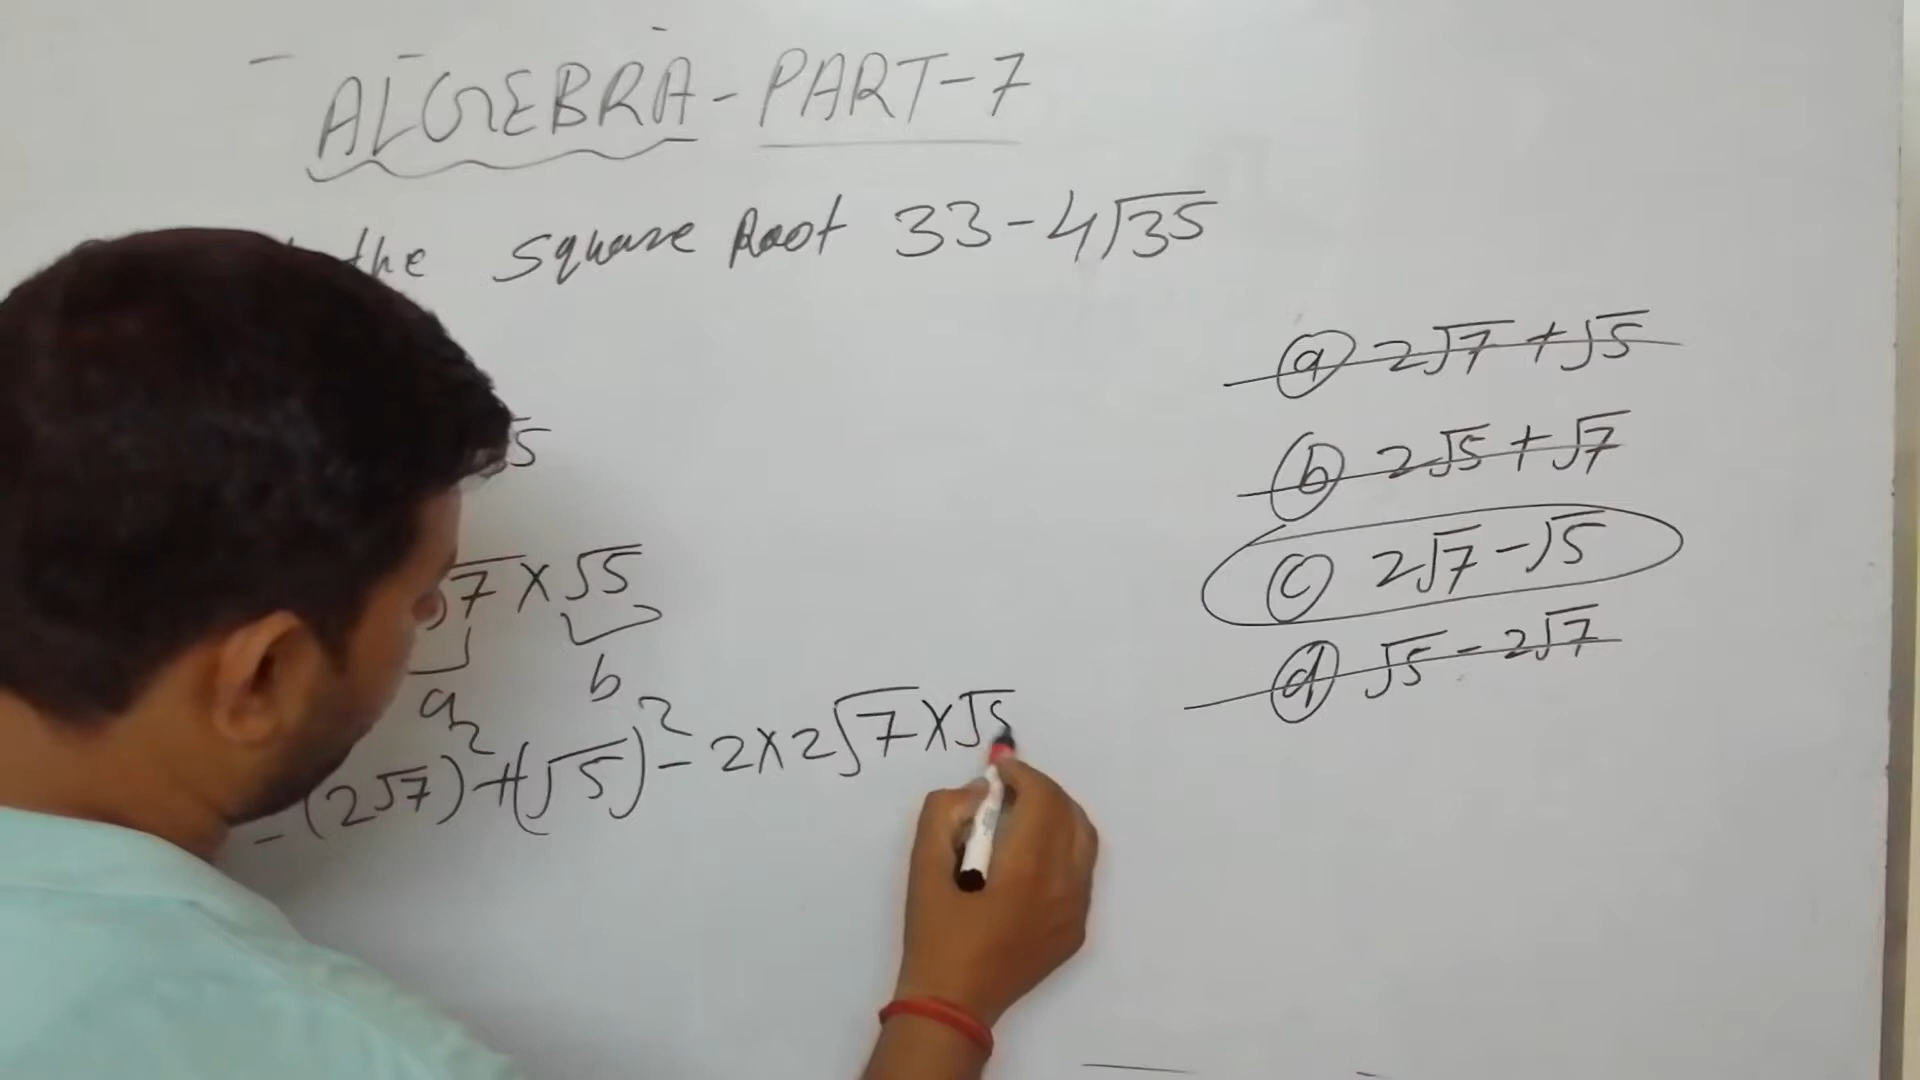 ALGEBRA - PART-7
the square Root 33 - 4√35
ⓐ 2√7 + √5
ⓑ 2√5 + √7
ⓒ 2√7 - √5
ⓓ √5 - 2√7
√5
√7 × √5
a b
= (2√7)² + (√5)² - 2×2√7×√5